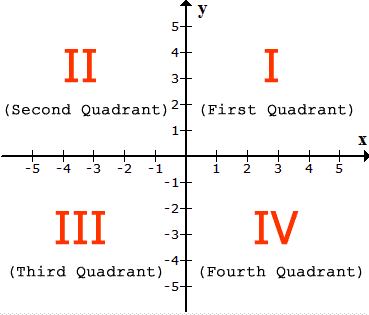 y
5
4
II I
3
2
(Second Quadrant) (First Quadrant)
1
x
-5 -4 -3 -2 -1 1 2 3 4 5
-1
-2
III IV
-3
-4
(Third Quadrant) (Fourth Quadrant)
-5